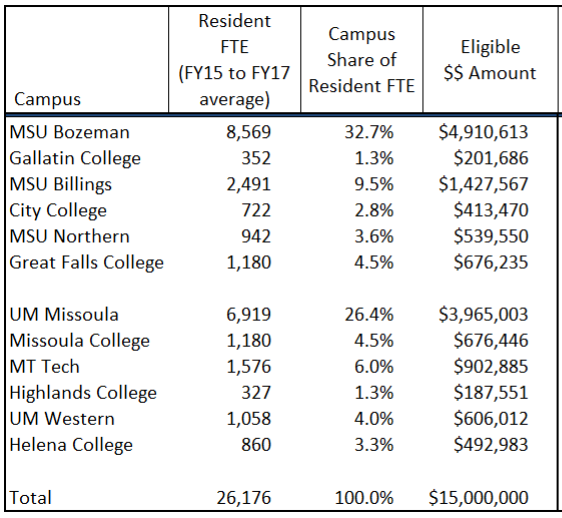 Campus Resident FTE (FY15 to FY17 average) Campus Share of Resident FTE Eligible $$ Amount
MSU Bozeman 8,569 32.7% $4,910,613
Gallatin College 352 1.3% $201,686
MSU Billings 2,491 9.5% $1,427,567
City College 722 2.8% $413,470
MSU Northern 942 3.6% $539,550
Great Falls College 1,180 4.5% $676,235
UM Missoula 6,919 26.4% $3,965,003
Missoula College 1,180 4.5% $676,446
MT Tech 1,576 6.0% $902,885
Highlands College 327 1.3% $187,551
UM Western 1,058 4.0% $606,012
Helena College 860 3.3% $492,983
Total 26,176 100.0% $15,000,000